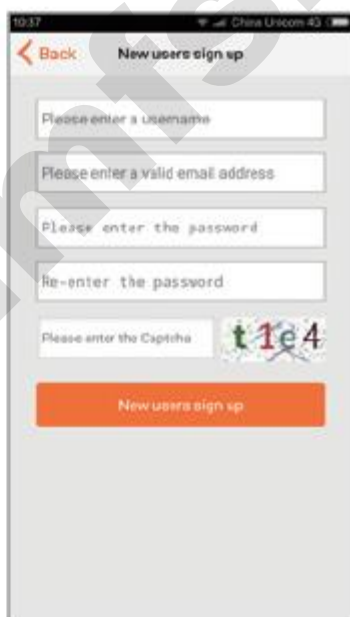 10:37 China Unicom 4G
Back New users sign up
Please enter a username
Please enter a valid email address
Please enter the password
Re-enter the password
Please enter the Captcha t1e4
New users sign up